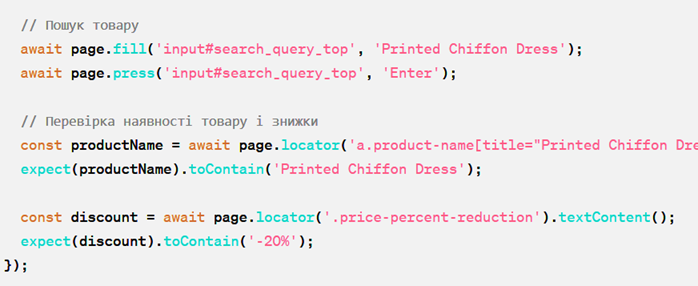 // Пошук товару
await page.fill('input#search_query_top', 'Printed Chiffon Dress');
await page.press('input#search_query_top', 'Enter');
// Перевірка наявності товару і знижки
const productName = await page.locator('a.product-name[title="Printed Chiffon Dre
expect(productName).toContain('Printed Chiffon Dress');
const discount = await page.locator('.price-percent-reduction').textContent();
expect(discount).toContain('-20%');
});